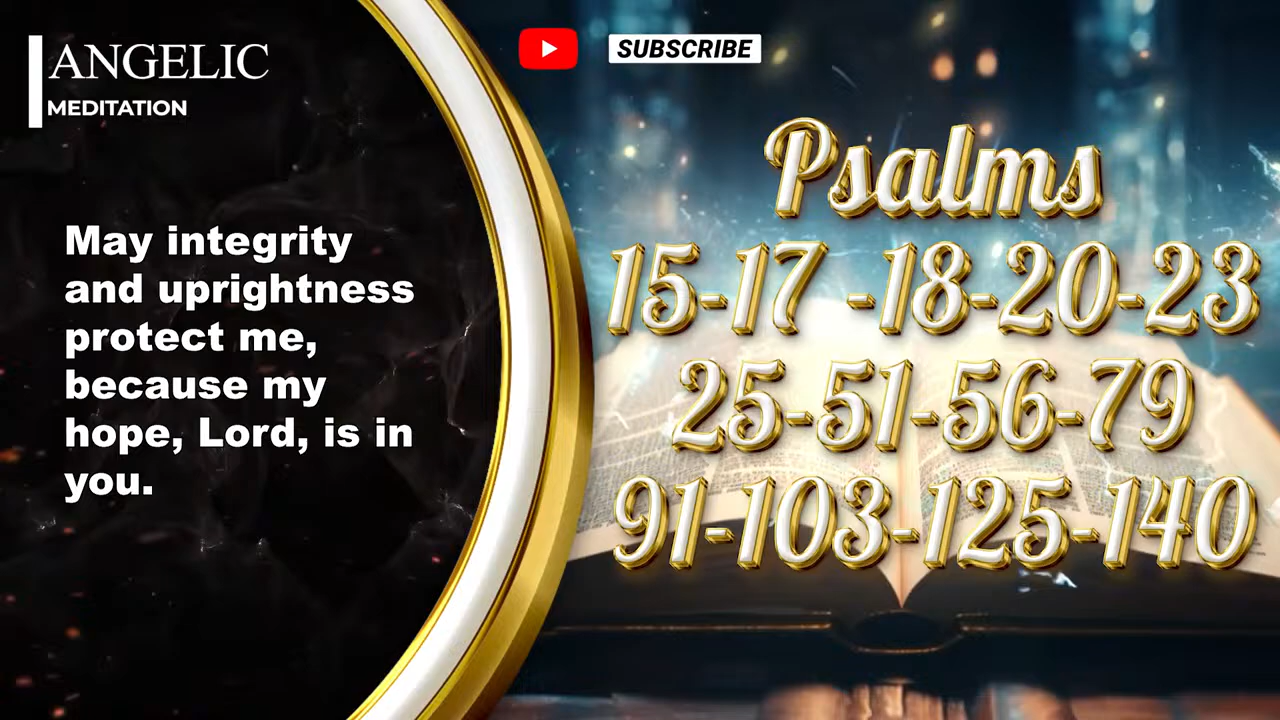 ANGELIC
MEDITATION
SUBSCRIBE
May integrity
and uprightness
protect me,
because my
hope, Lord, is in
you.
Psalms
15-17 -18-20-23
25-51-56-79
91-103-125-140